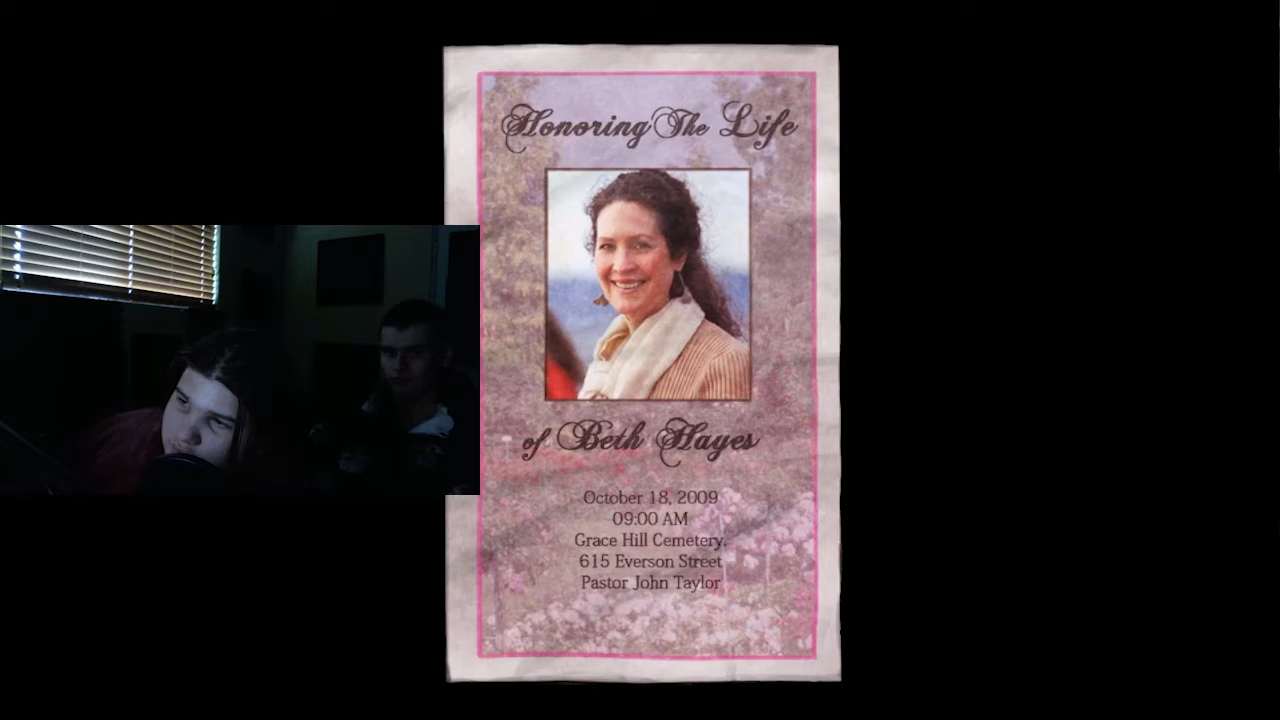 Honoring The Life
of Beth Hayes
October 18, 2009
09:00 AM
Grace Hill Cemetery.
615 Everson Street
Pastor John Taylor